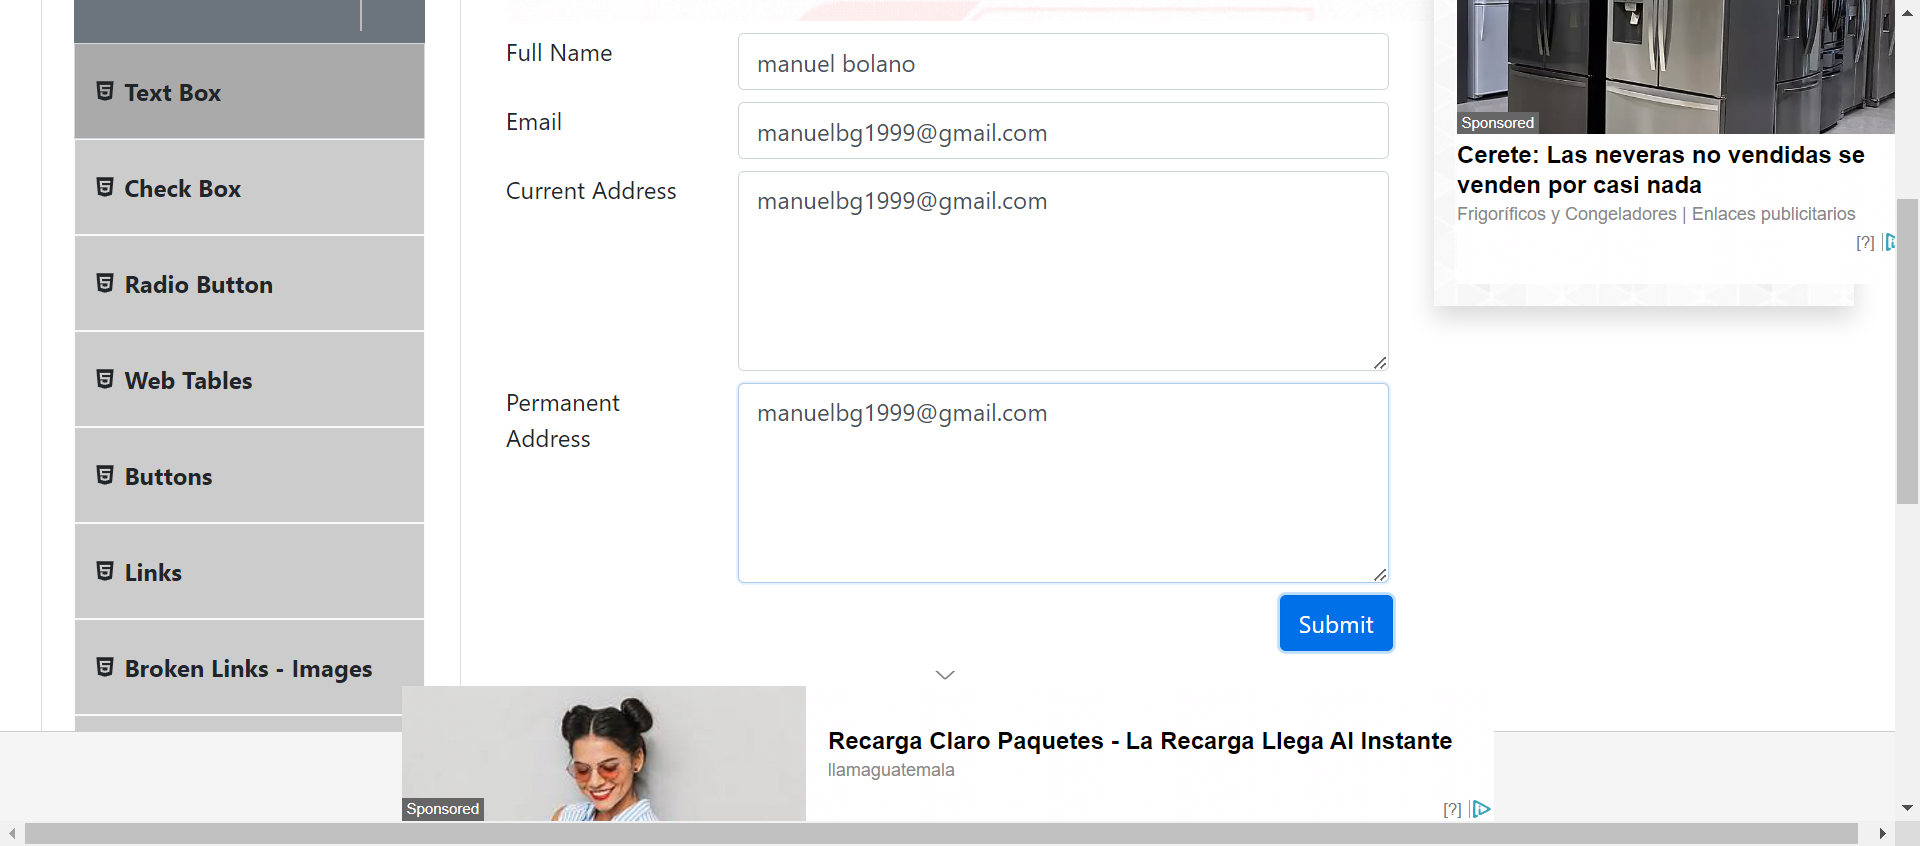 Text Box
Check Box
Radio Button
Web Tables
Buttons
Links
Broken Links - Images
Full Name
manuel bolano
Email
manuelbg1999@gmail.com
Current Address
manuelbg1999@gmail.com
Permanent
Address
manuelbg1999@gmail.com
Submit
Sponsored
Cerete: Las neveras no vendidas se
venden por casi nada
Frigoríficos y Congeladores | Enlaces publicitarios
[?]
Sponsored
Recarga Claro Paquetes - La Recarga Llega Al Instante
llamaguatemala
[?]